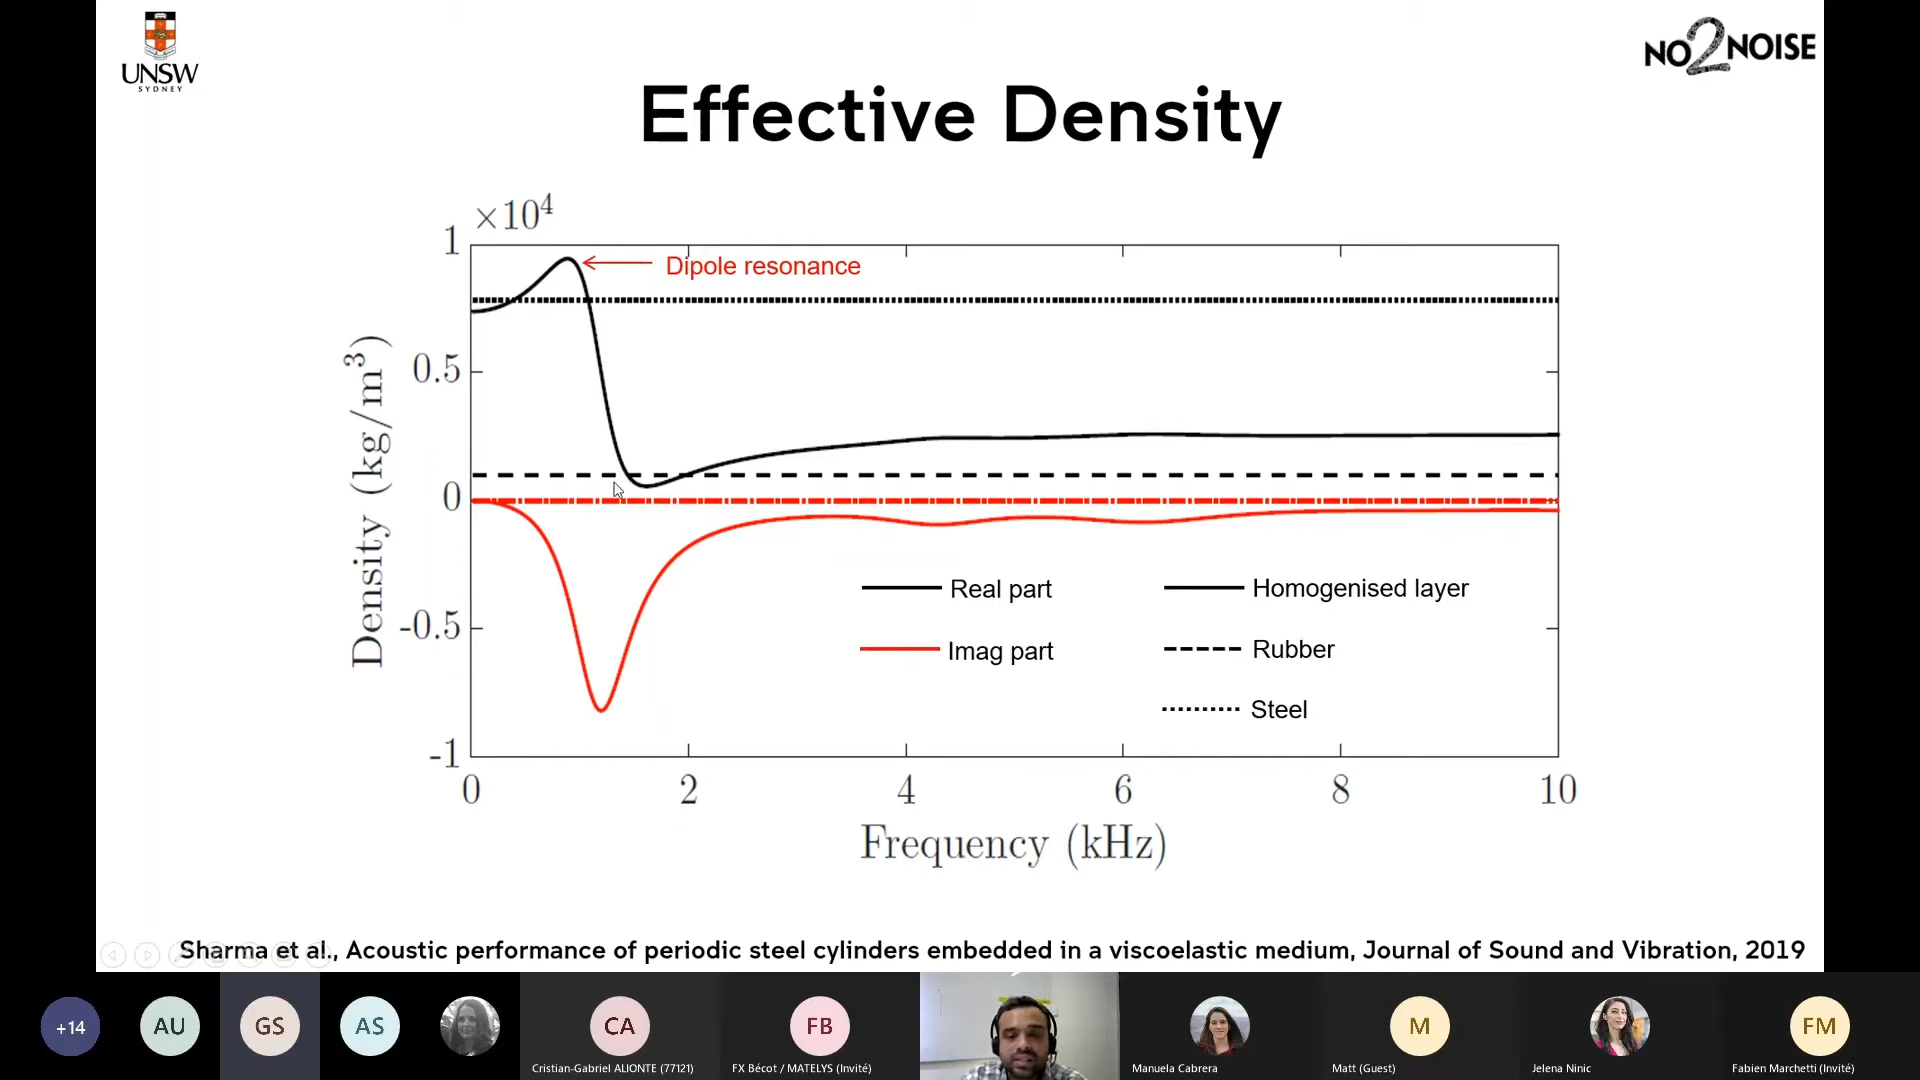 UNSW
SYDNEY
NO2NOISE
Effective Density
×10⁴
1
0.5
0
-0.5
-1
Density (kg/m³)
Dipole resonance
Real part
Homogenised layer
Imag part
Rubber
Steel
0 2 4 6 8 10
Frequency (kHz)
Sharma et al., Acoustic performance of periodic steel cylinders embedded in a viscoelastic medium, Journal of Sound and Vibration, 2019
+14
AU
GS
AS
CA
FB
M
FM
Cristian-Gabriel ALIONTE (77121)
FX Bécot / MATELYS (Invité)
Manuela Cabrera
Matt (Guest)
Jelena Ninic
Fabien Marchetti (Invité)